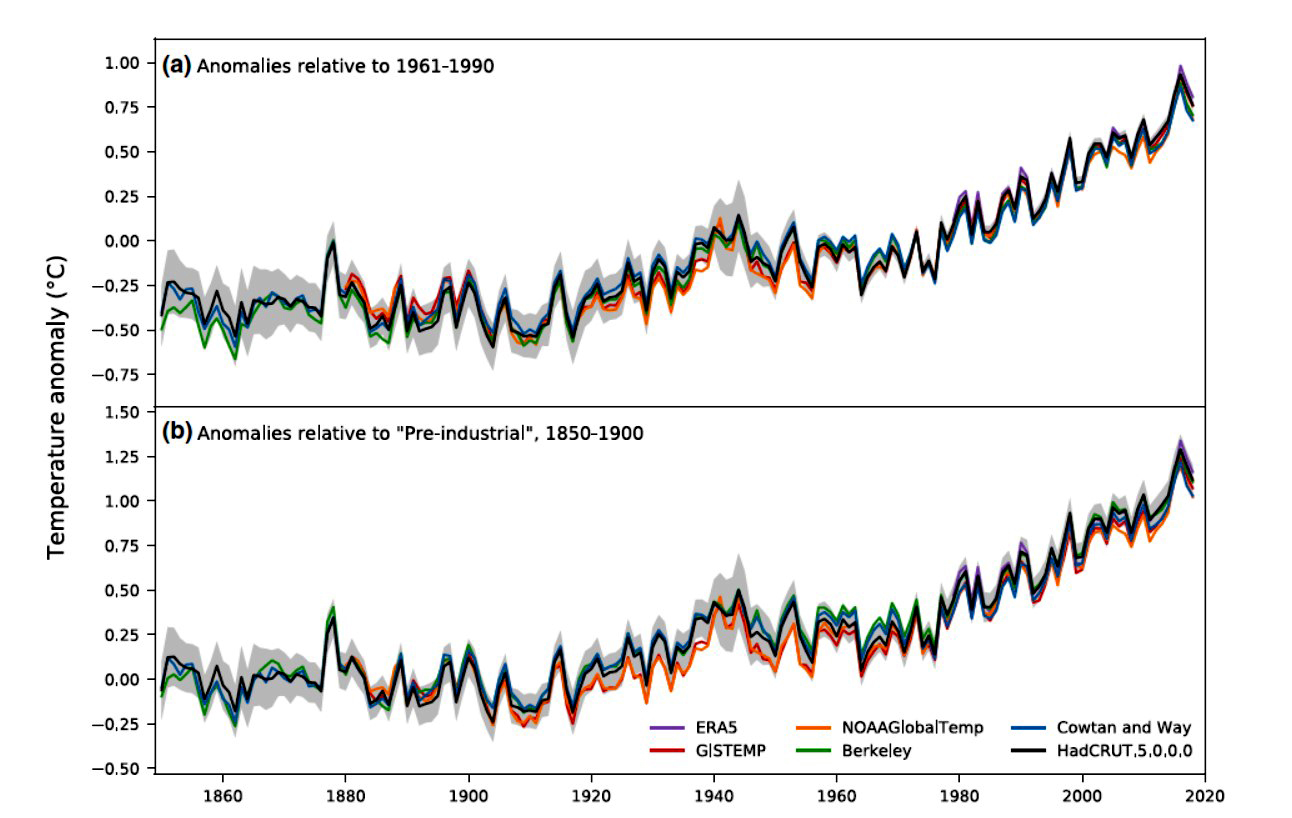 Temperature anomaly (°C)
(a) Anomalies relative to 1961-1990
1.00
0.75
0.50
0.25
0.00
−0.25
−0.50
−0.75
(b) Anomalies relative to "Pre-industrial", 1850-1900
1.50
1.25
1.00
0.75
0.50
0.25
0.00
−0.25
−0.50
ERA5 NOAAGlobalTemp Cowtan and Way
GISTEMP Berkeley HadCRUT.5.0.0.0
1860 1880 1900 1920 1940 1960 1980 2000 2020